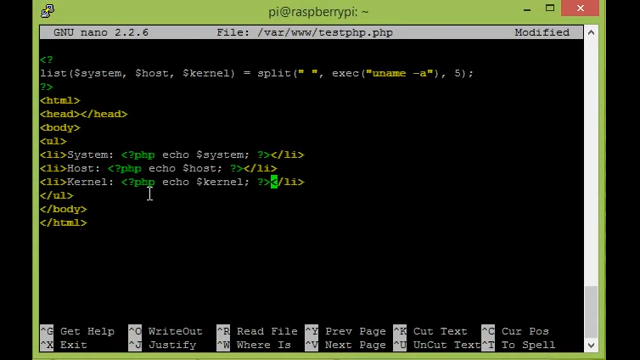 pi@raspberrypi: ~
GNU nano 2.2.6 File: /var/www/testphp.php Modified
<?
list($system, $host, $kernel) = split(" ", exec("uname -a"), 5);
?>
<html>
<head></head>
<body>
<ul>
<li>System: <?php echo $system; ?></li>
<li>Host: <?php echo $host; ?></li>
<li>Kernel: <?php echo $kernel; ?></li>
</ul>
</body>
</html>
^G Get Help ^O WriteOut ^R Read File ^Y Prev Page ^K Cut Text ^C Cur Pos
^X Exit ^J Justify ^W Where Is ^V Next Page ^U UnCut Text ^T To Spell